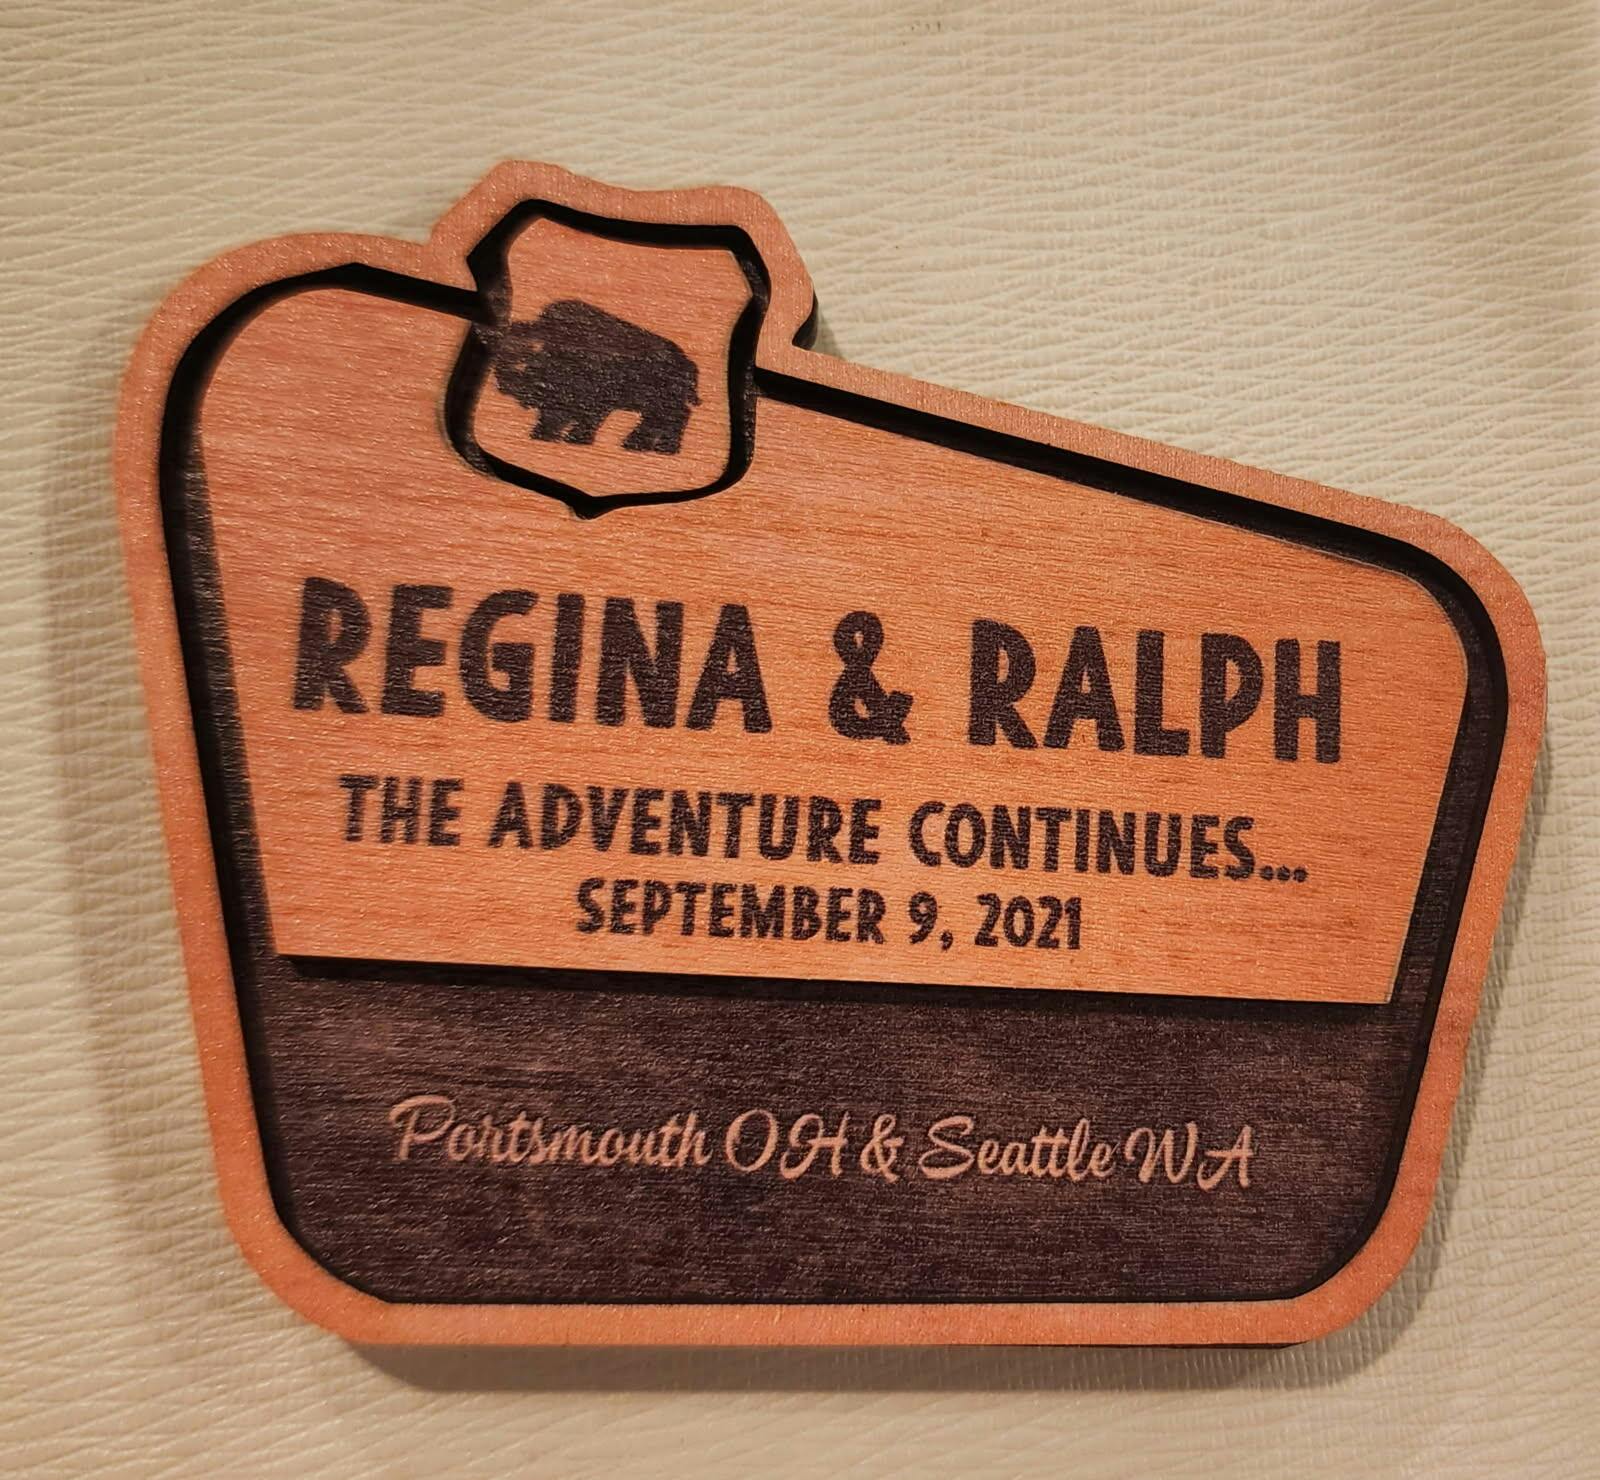 REGINA & RALPH
THE ADVENTURE CONTINUES...
SEPTEMBER 9, 2021
Portsmouth OH & Seattle WA